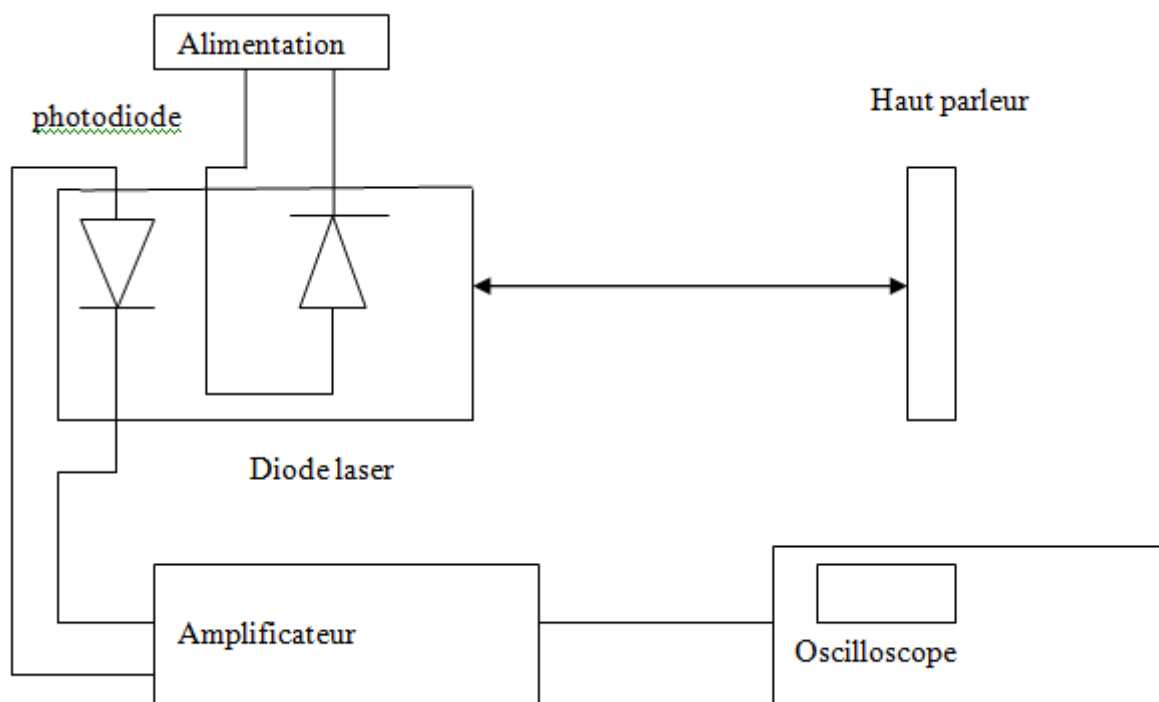 Alimentation
photodiode
Haut parleur
Diode laser
Amplificateur
Oscilloscope